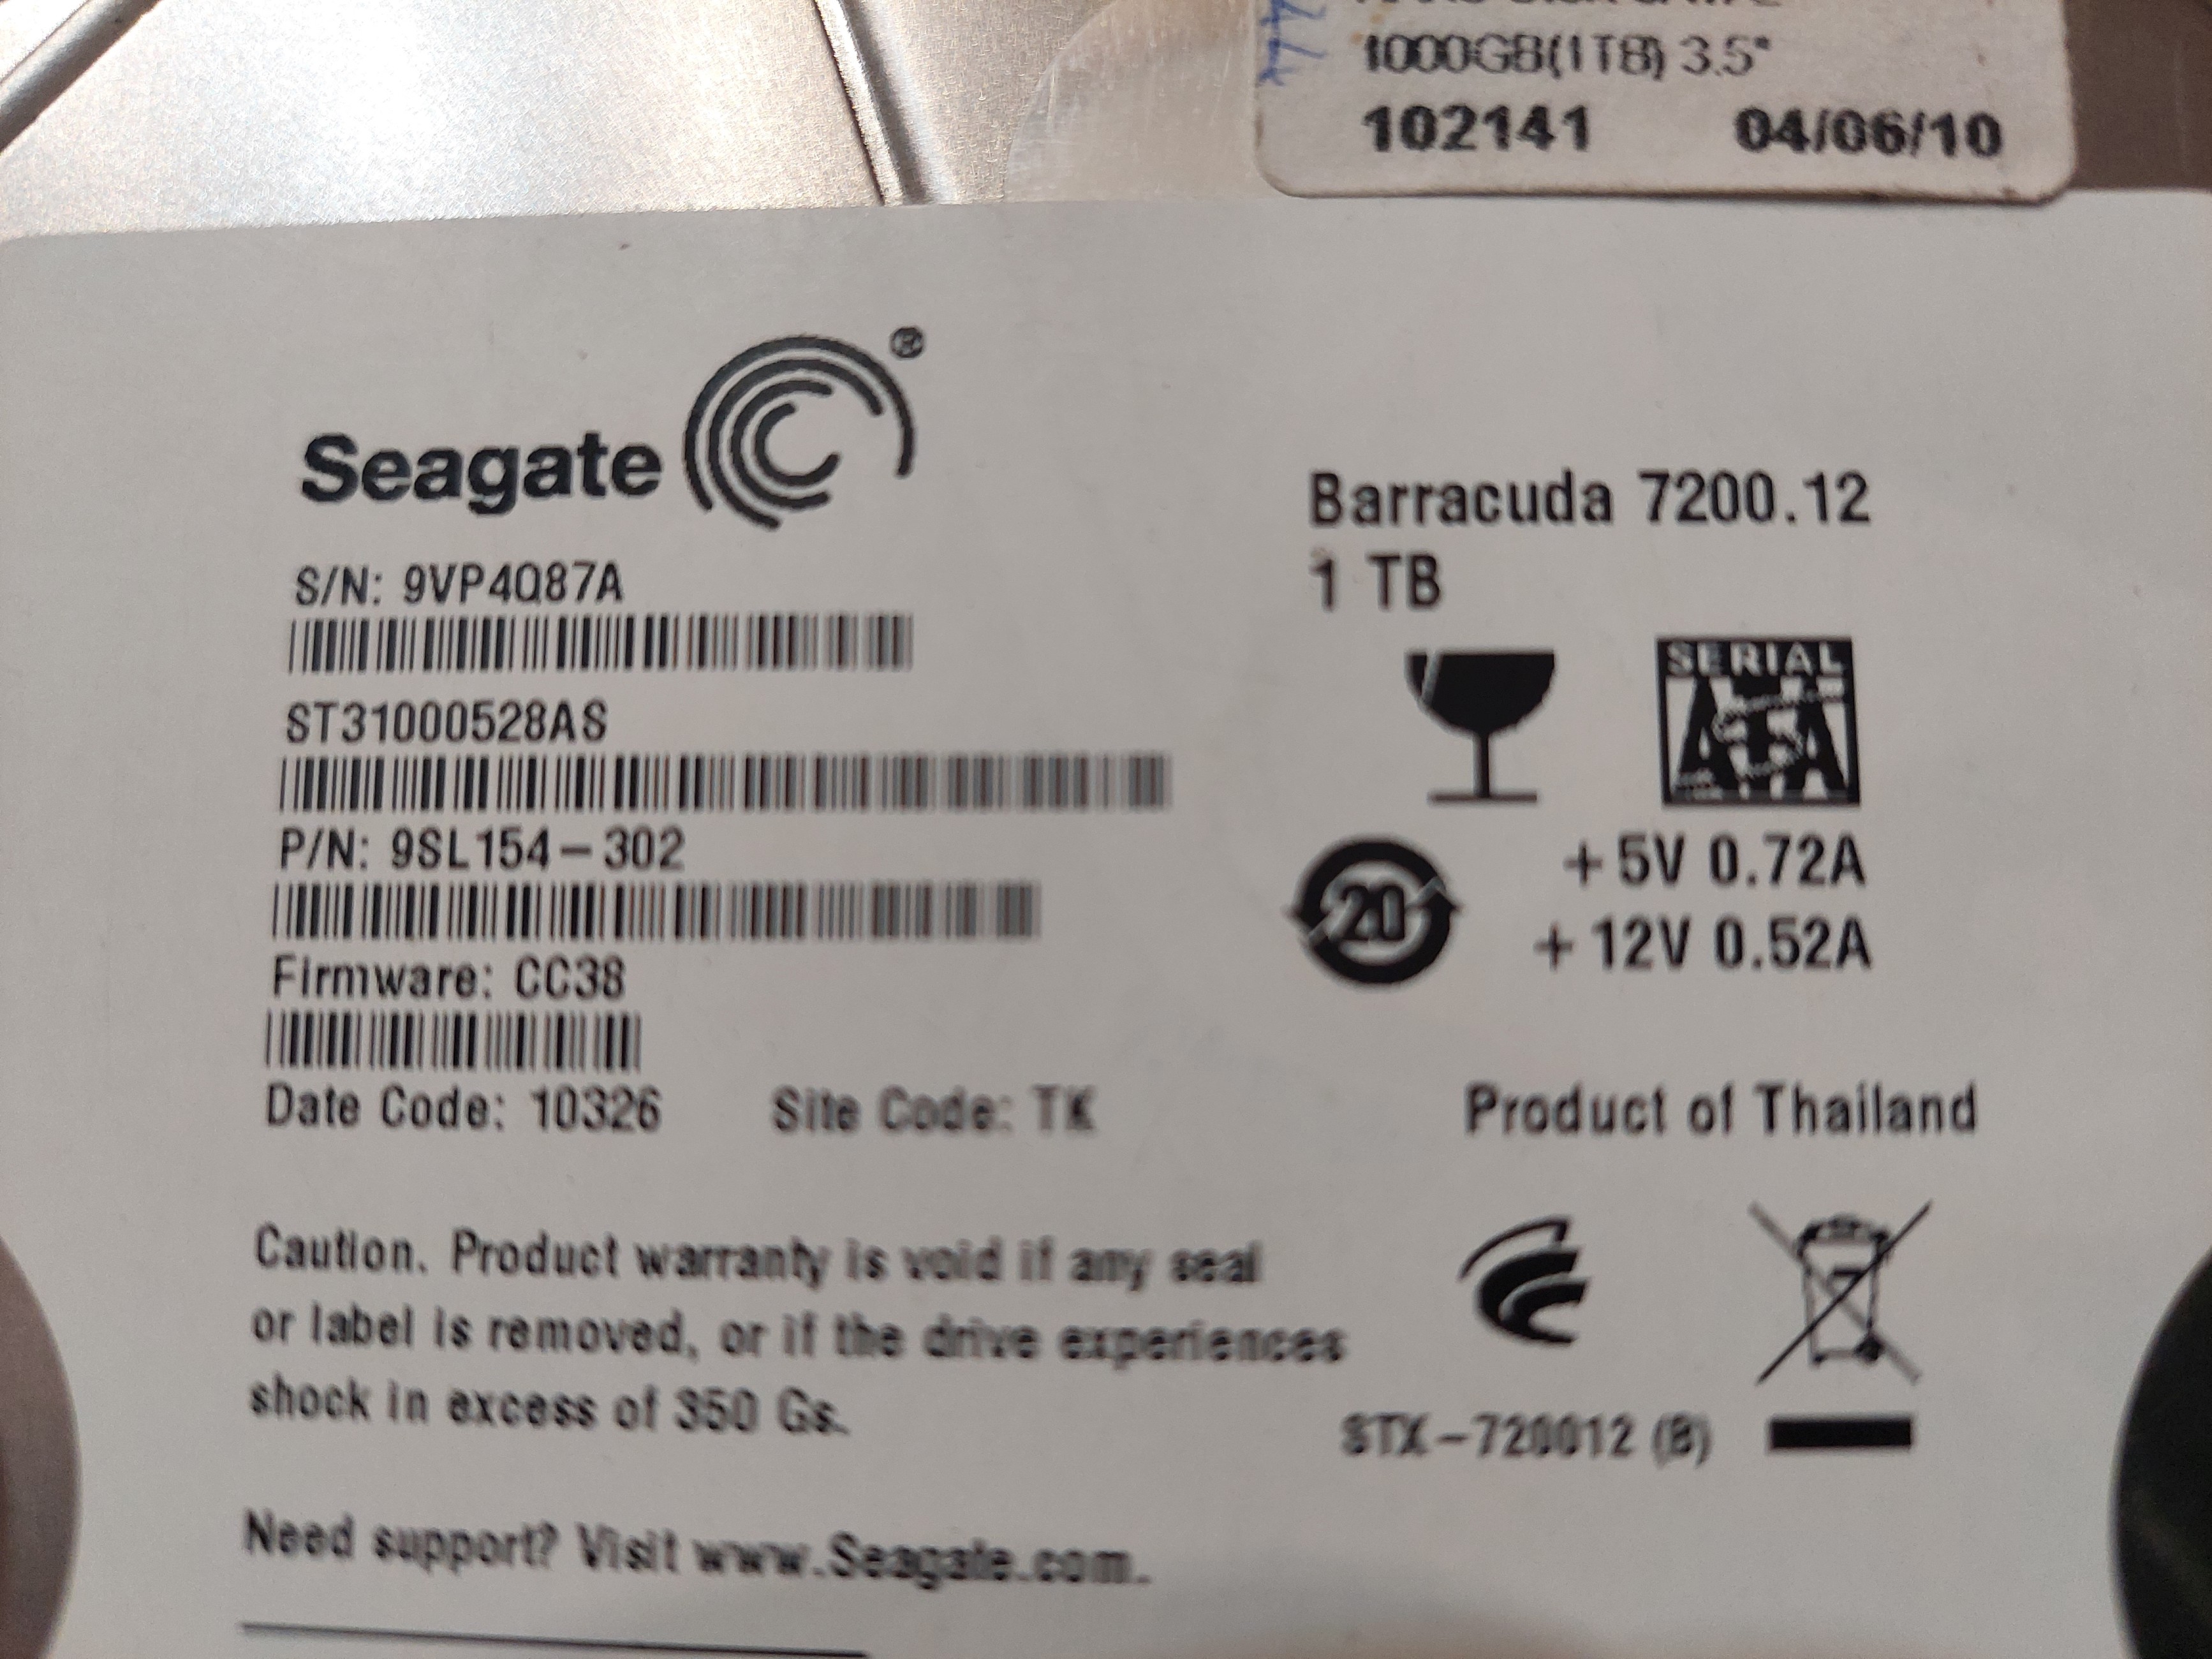 1000GB(1TB) 3.5"
102141 04/06/10
Seagate ®
S/N: 9VP4Q87A
ST31000528AS
P/N: 9SL154-302
Firmware: CC38
Date Code: 10326 Site Code: TK
Barracuda 7200.12
1 TB
SERIAL
ATA
20
+5V 0.72A
+12V 0.52A
Product of Thailand
Caution. Product warranty is void if any seal
or label is removed, or if the drive experiences
shock in excess of 350 Gs.
STX-720012 (B)
Need support? Visit www.Seagate.com.